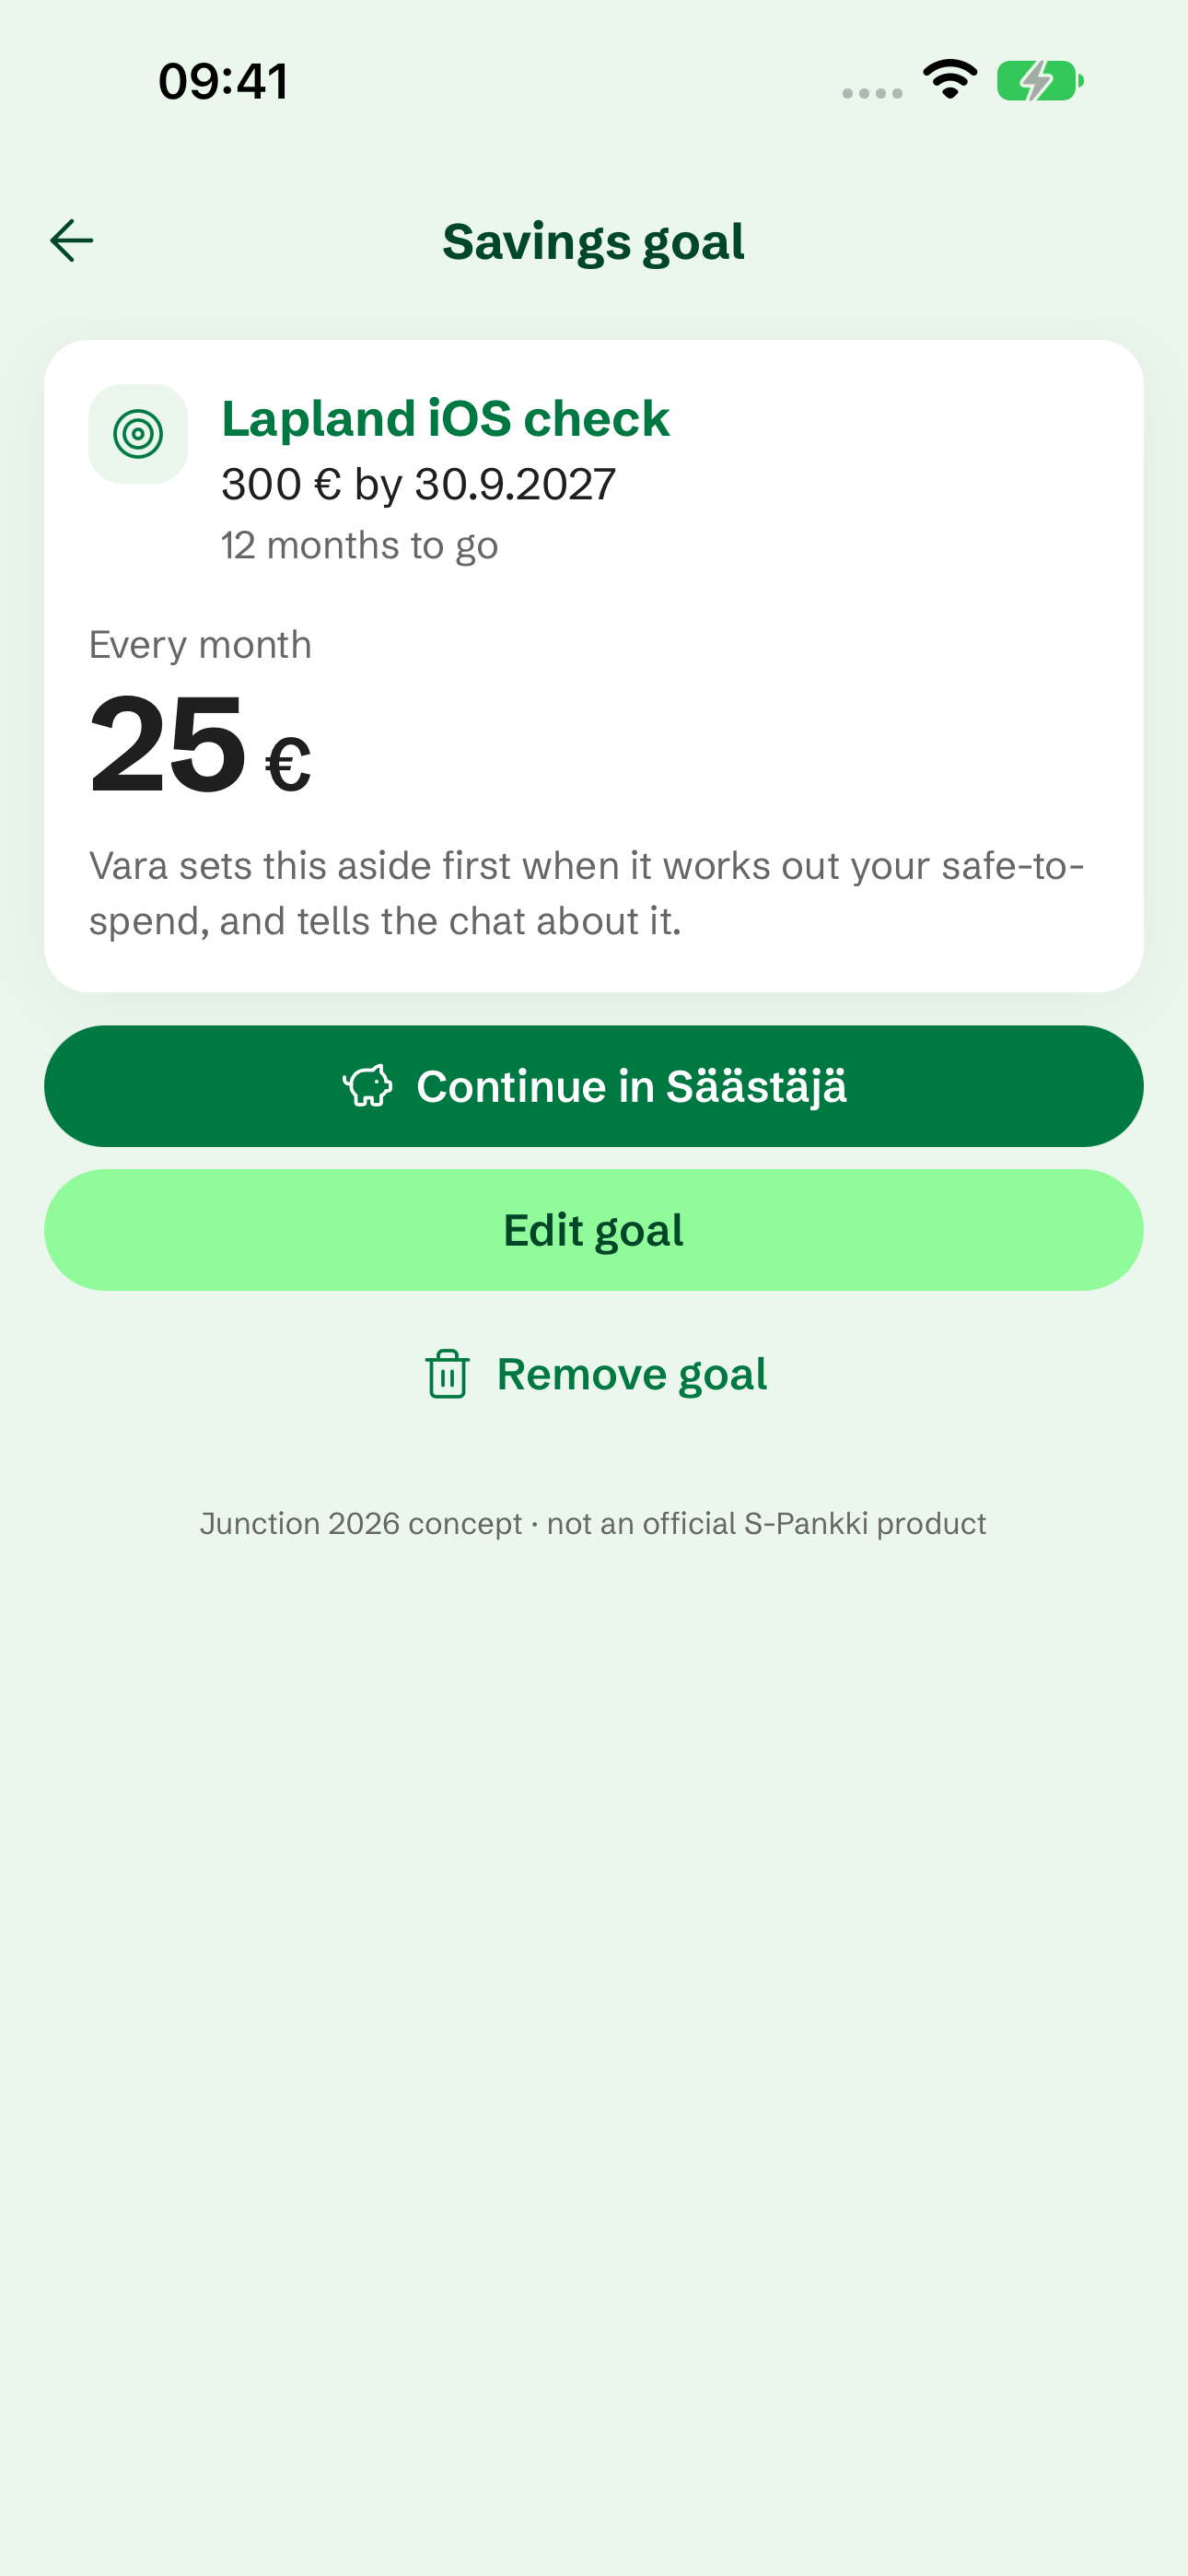 09:41
Savings goal
Lapland iOS check
300 € by 30.9.2027
12 months to go
Every month
25 €
Vara sets this aside first when it works out your safe-to-
spend, and tells the chat about it.
Continue in Säästäjä
Edit goal
Remove goal
Junction 2026 concept · not an official S-Pankki product